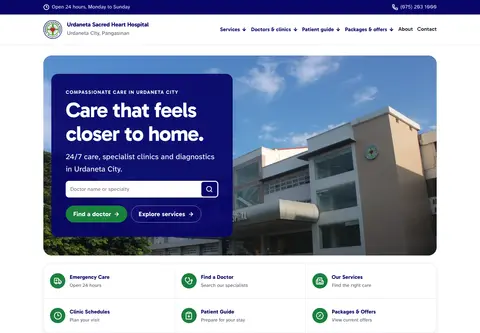 Open 24 hours, Monday to Sunday
(075) 203 1000
Urdaneta Sacred Heart Hospital
Urdaneta City, Pangasinan
Services ↓ Doctors & clinics ↓ Patient guide ↓ Packages & offers ↓ About Contact
COMPASSIONATE CARE IN URDANETA CITY
Care that feels
closer to home.
24/7 care, specialist clinics and diagnostics
in Urdaneta City.
Doctor name or specialty
Find a doctor → Explore services →
Emergency Care
Open 24 hours
Find a Doctor
Search our specialists
Our Services
Find the right care
Clinic Schedules
Plan your visit
Patient Guide
Prepare for your stay
Packages & Offers
View current offers